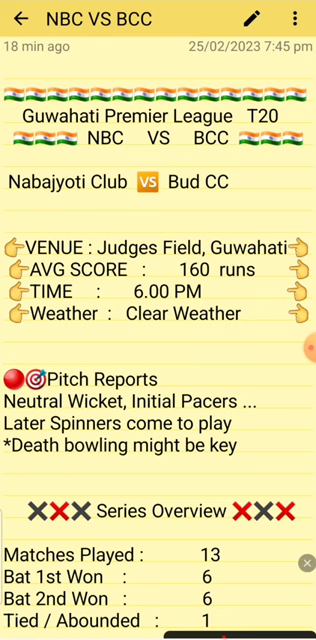 NBC VS BCC
18 min ago 25/02/2023 7:45 pm
Guwahati Premier League T20
NBC VS BCC
Nabajyoti Club VS Bud CC
VENUE : Judges Field, Guwahati
AVG SCORE : 160 runs
TIME : 6.00 PM
Weather : Clear Weather
Pitch Reports
Neutral Wicket, Initial Pacers ...
Later Spinners come to play
*Death bowling might be key
Series Overview
Matches Played : 13
Bat 1st Won : 6
Bat 2nd Won : 6
Tied / Abounded : 1